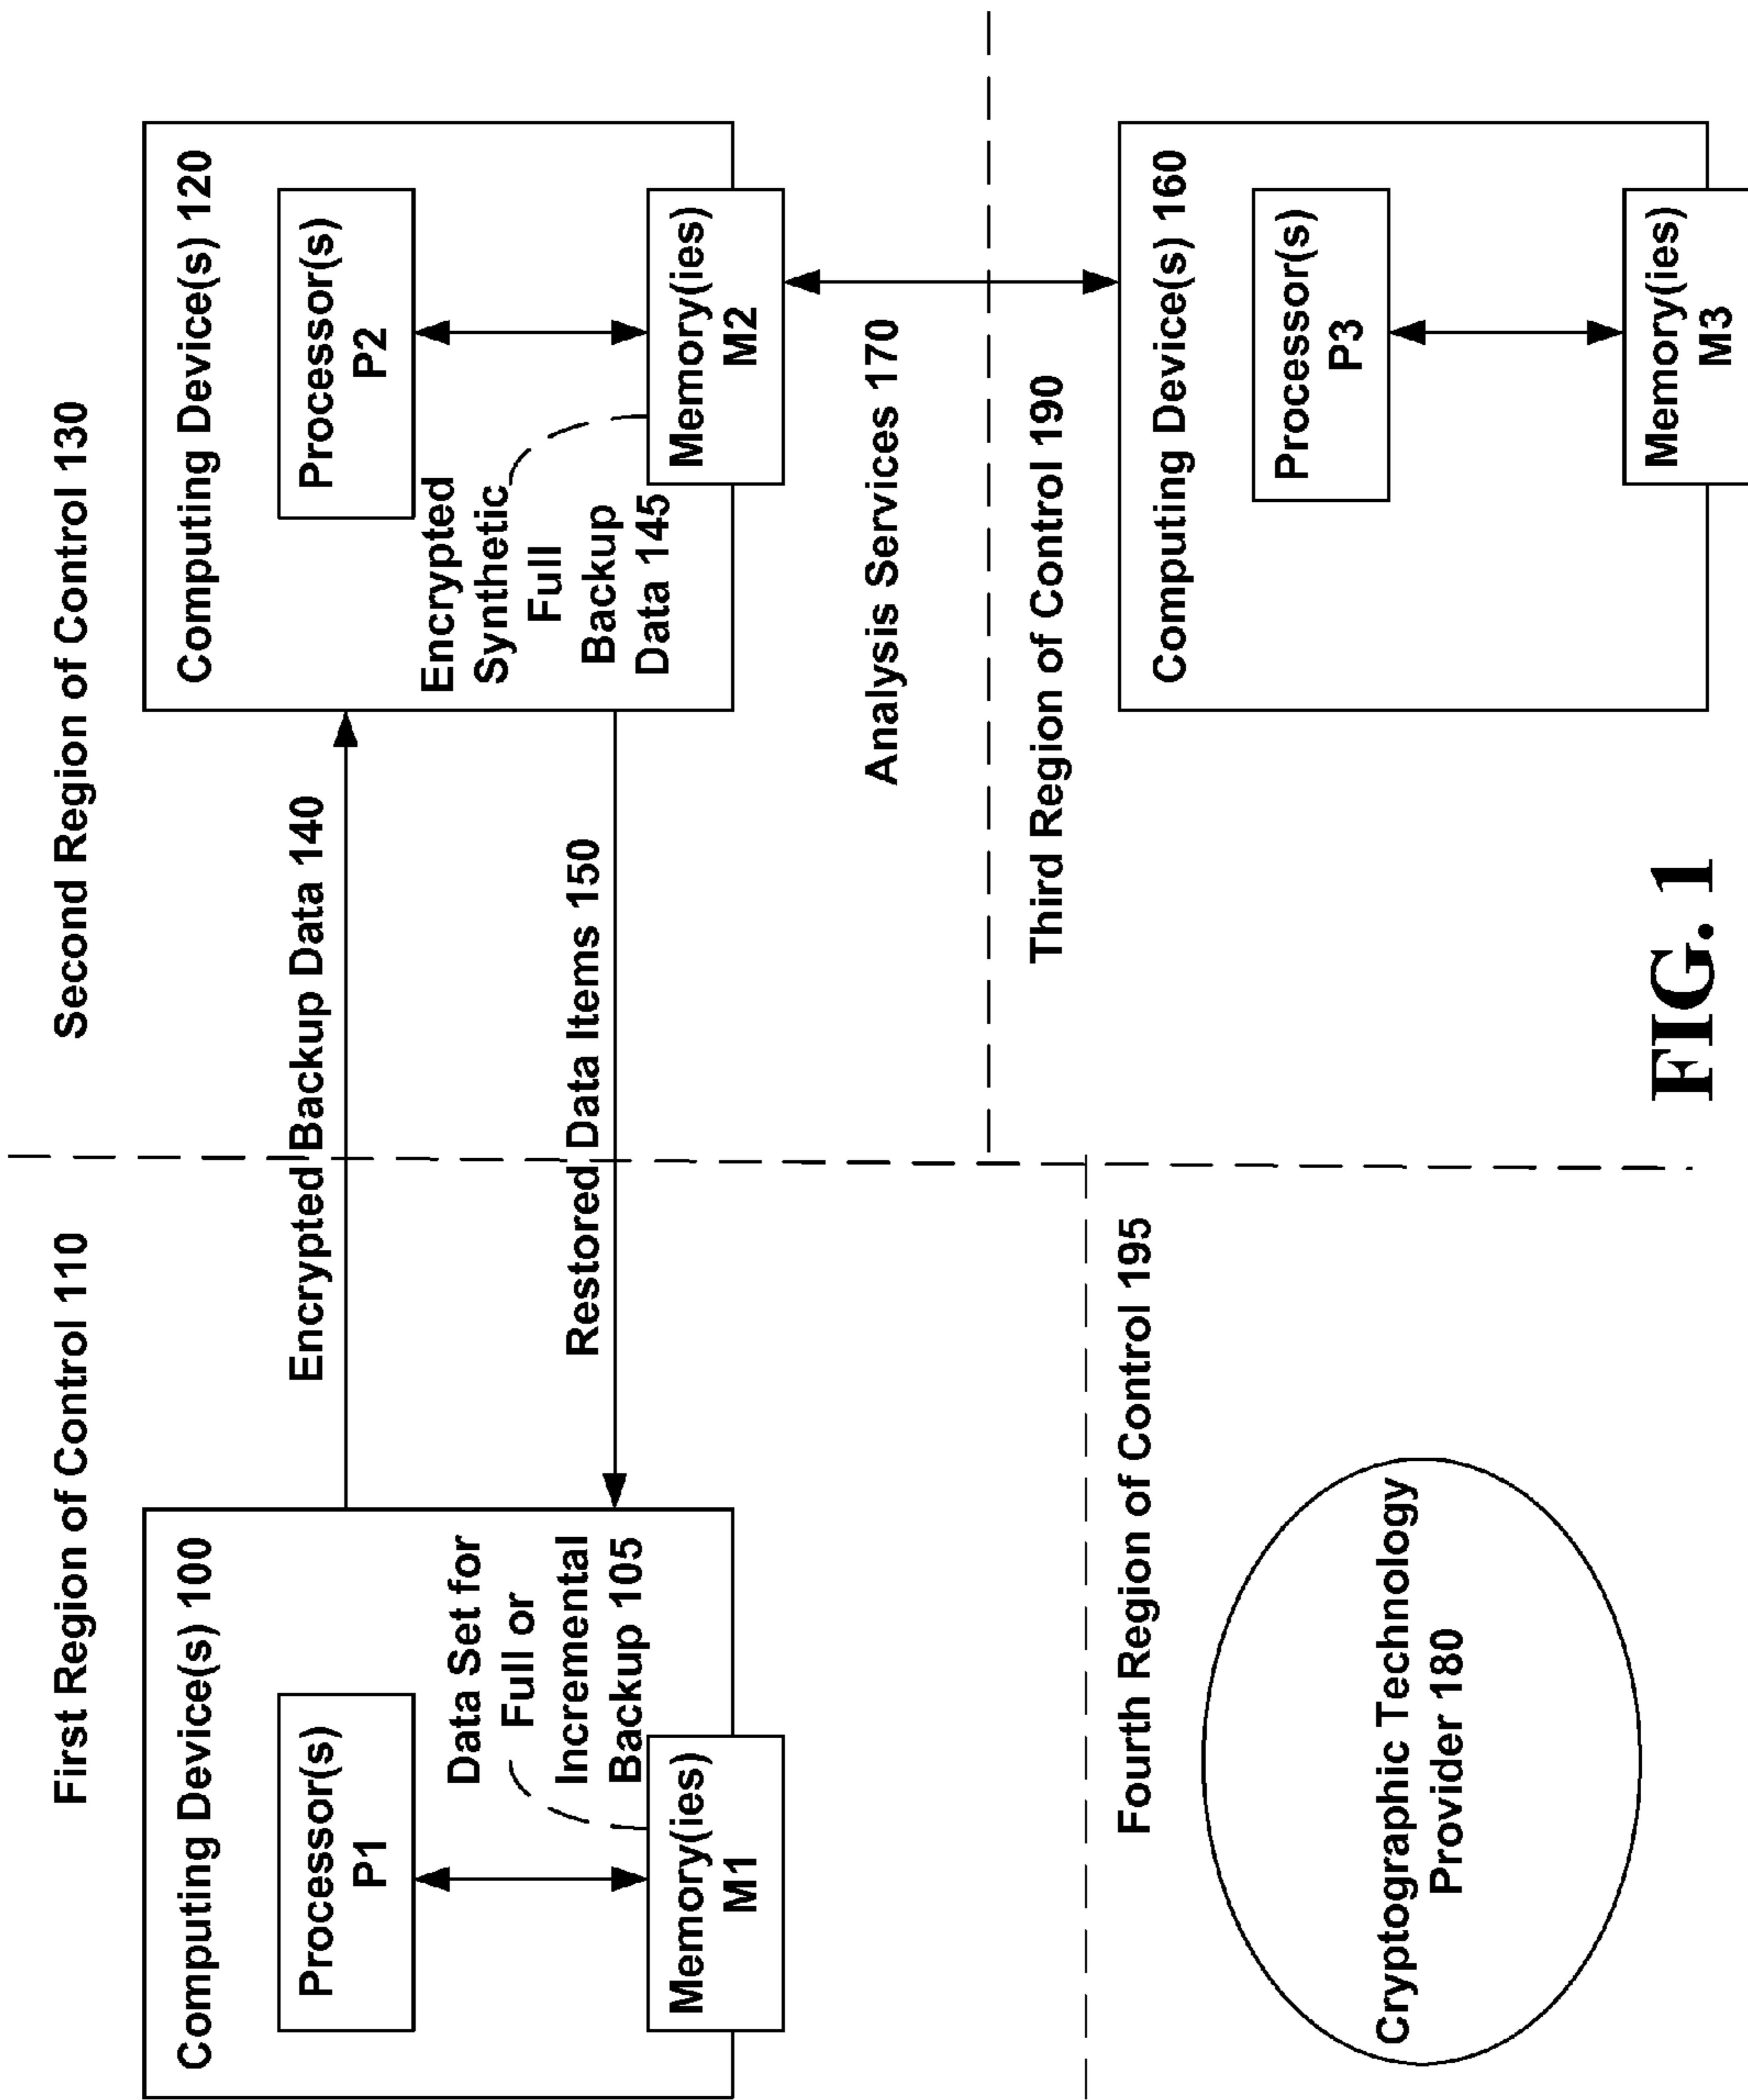 First Region of Control 110
Computing Device(s) 100
Processor(s)
P1
Data Set for
Full or
Incremental
Backup 105
Memory(ies)
M1
Encrypted Backup Data 140
Restored Data Items 150
Second Region of Control 130
Computing Device(s) 120
Processor(s)
P2
Encrypted
Synthetic
Full
Backup
Data 145
Memory(ies)
M2
Analysis Services 170
Third Region of Control 190
Computing Device(s) 160
Processor(s)
P3
Memory(ies)
M3
Fourth Region of Control 195
Cryptographic Technology
Provider 180
FIG. 1